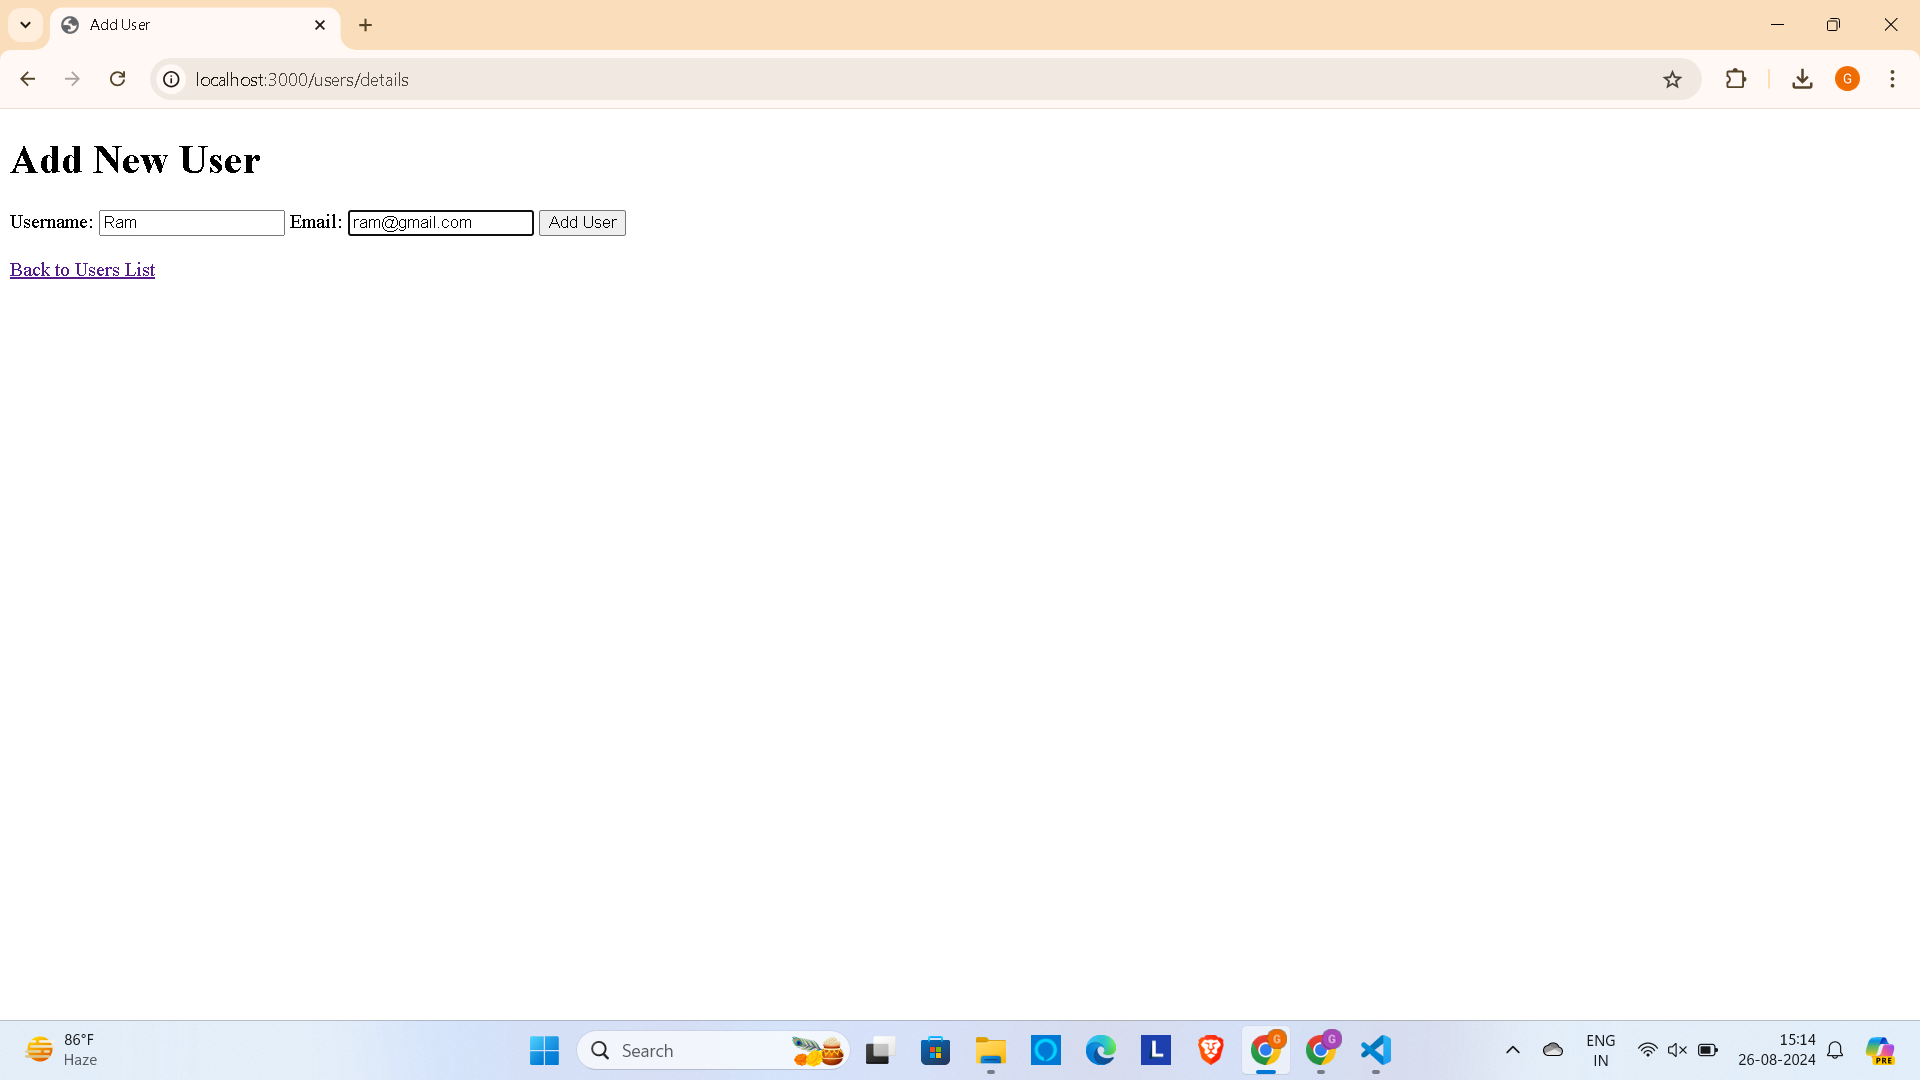 Add User
localhost:3000/users/details
G
Add New User
Username: Ram Email: ram@gmail.com Add User
Back to Users List
86°F
Haze
Search
L
G
G
ENG
IN
15:14
26-08-2024
PRE